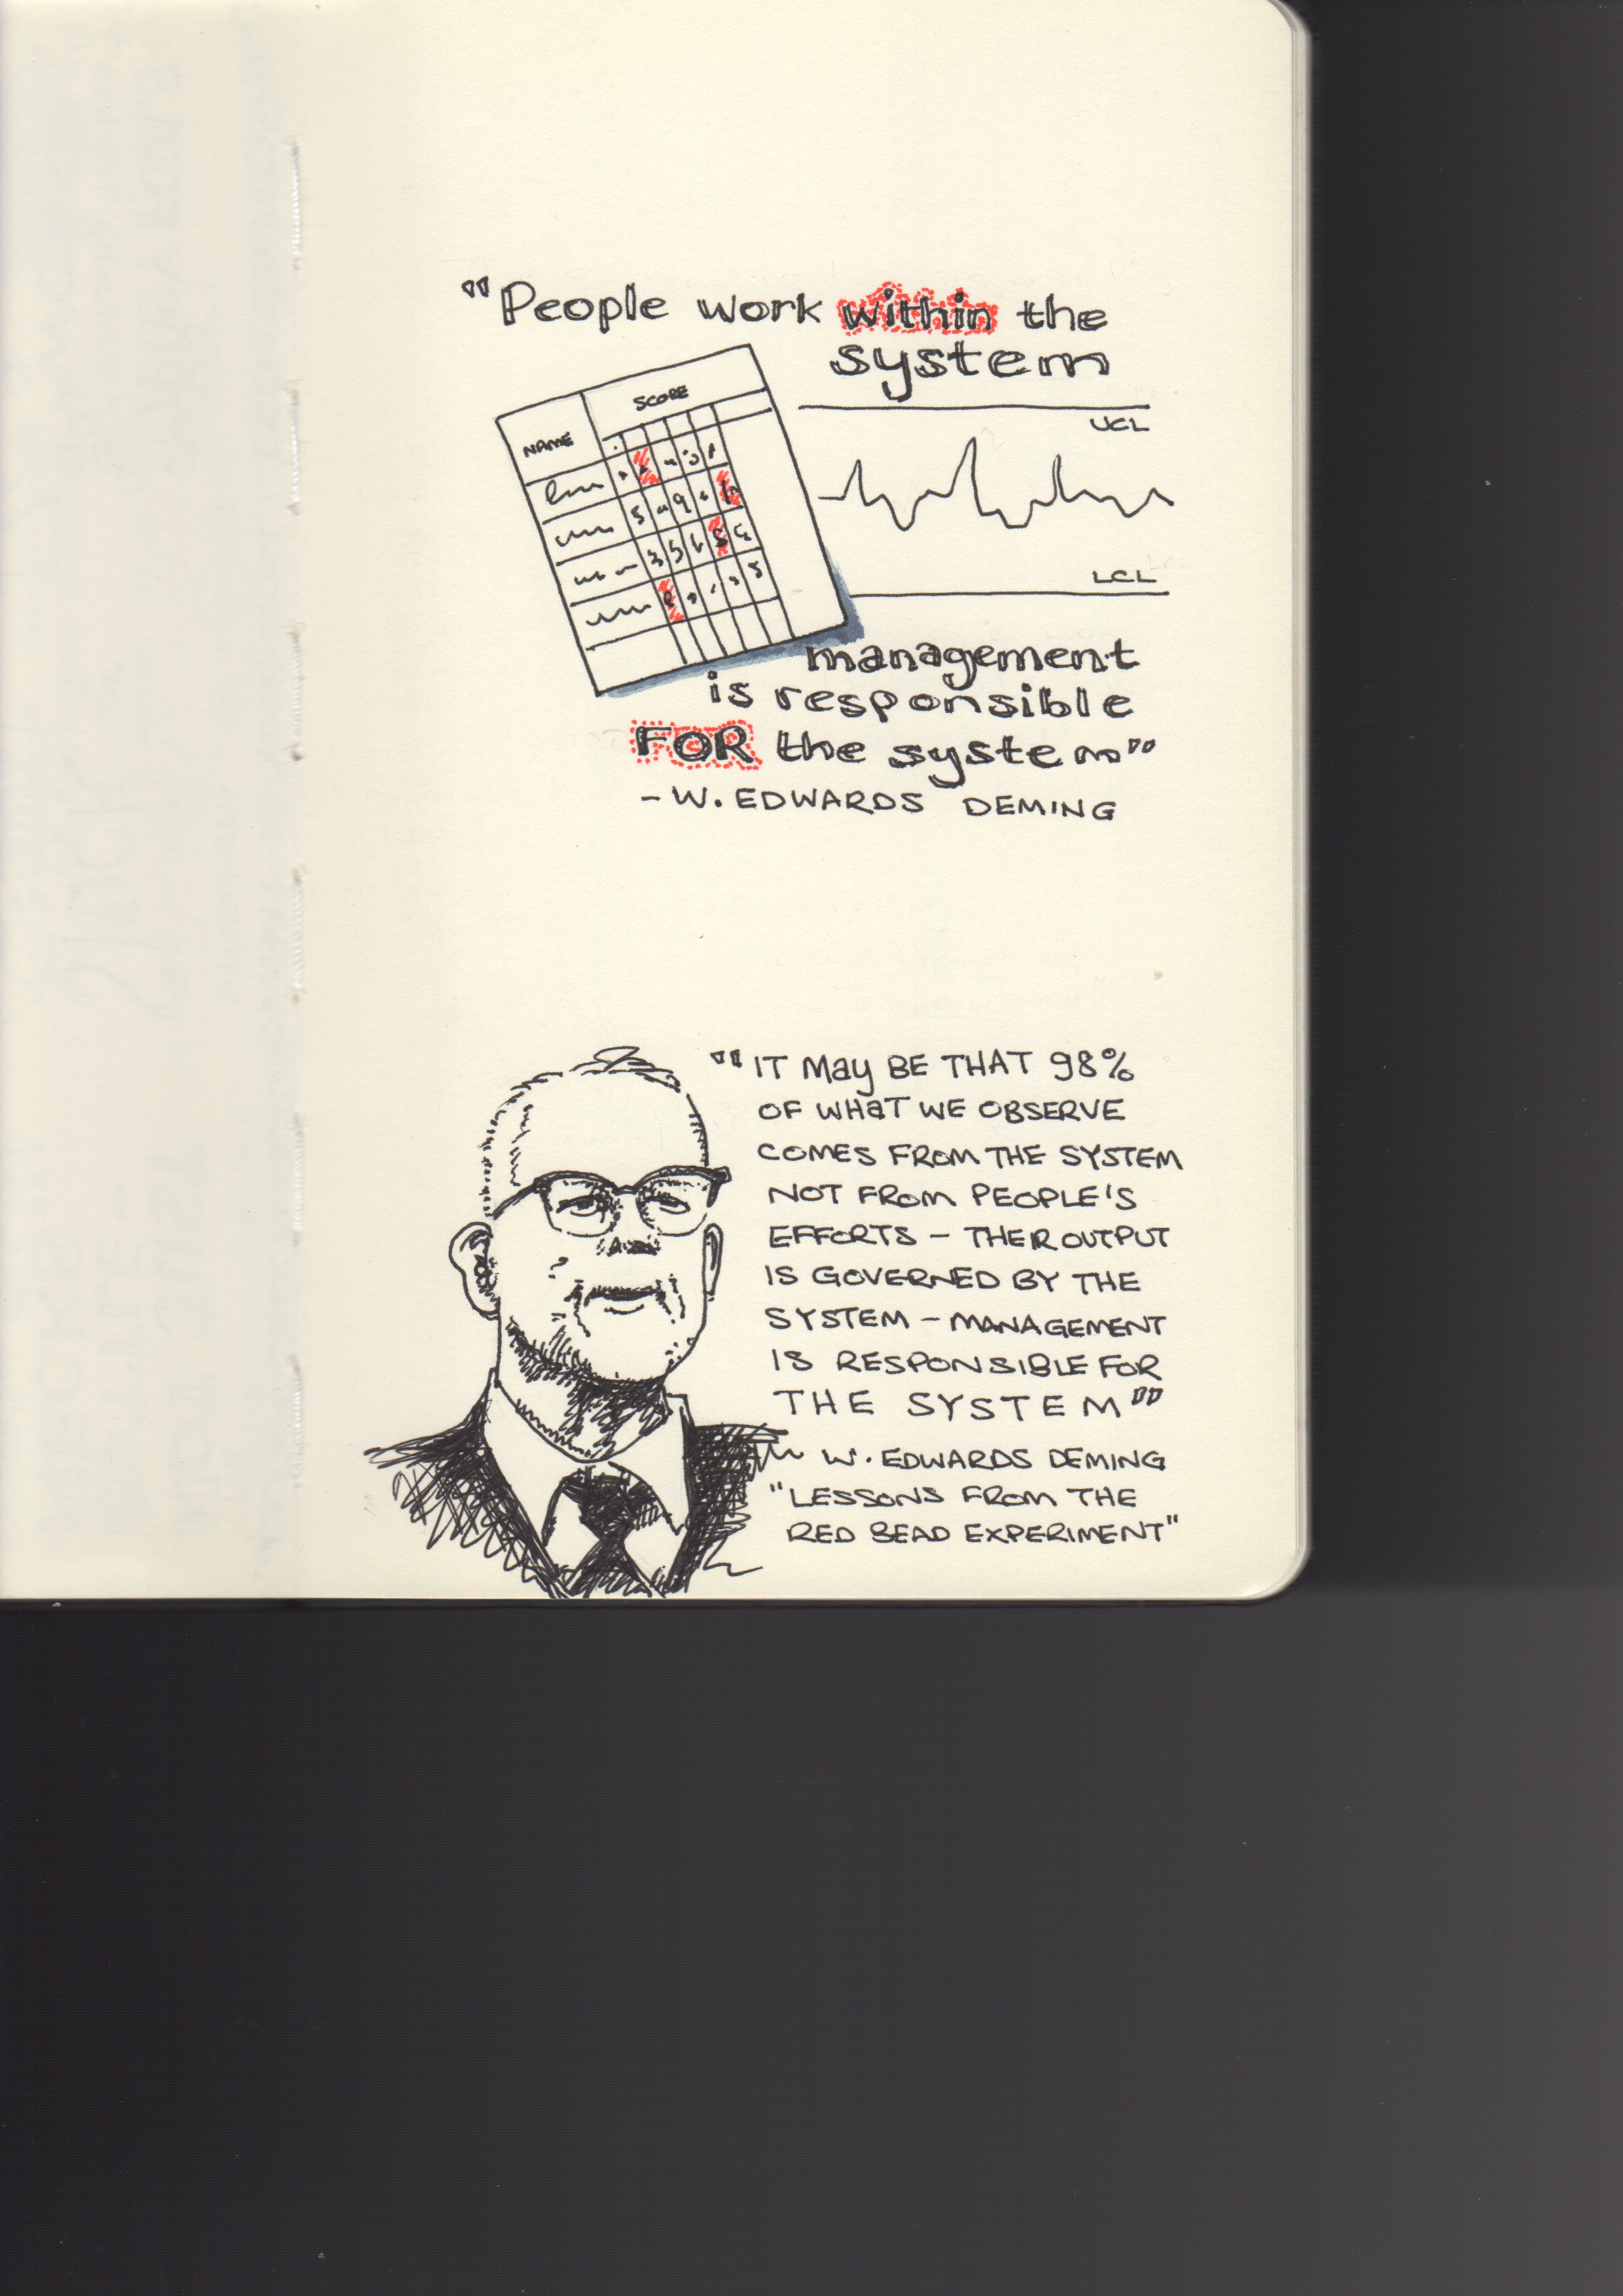 "People work within the
system
SCORE
NAME
UCL
LCL
management
is responsible
FOR the system"
- W. EDWARDS DEMING
"IT MAY BE THAT 98%
OF WHAT WE OBSERVE
COMES FROM THE SYSTEM
NOT FROM PEOPLE'S
EFFORTS - THEIR OUTPUT
IS GOVERNED BY THE
SYSTEM - MANAGEMENT
IS RESPONSIBLE FOR
THE SYSTEM"
W. EDWARDS DEMING
"LESSONS FROM THE
RED BEAD EXPERIMENT"